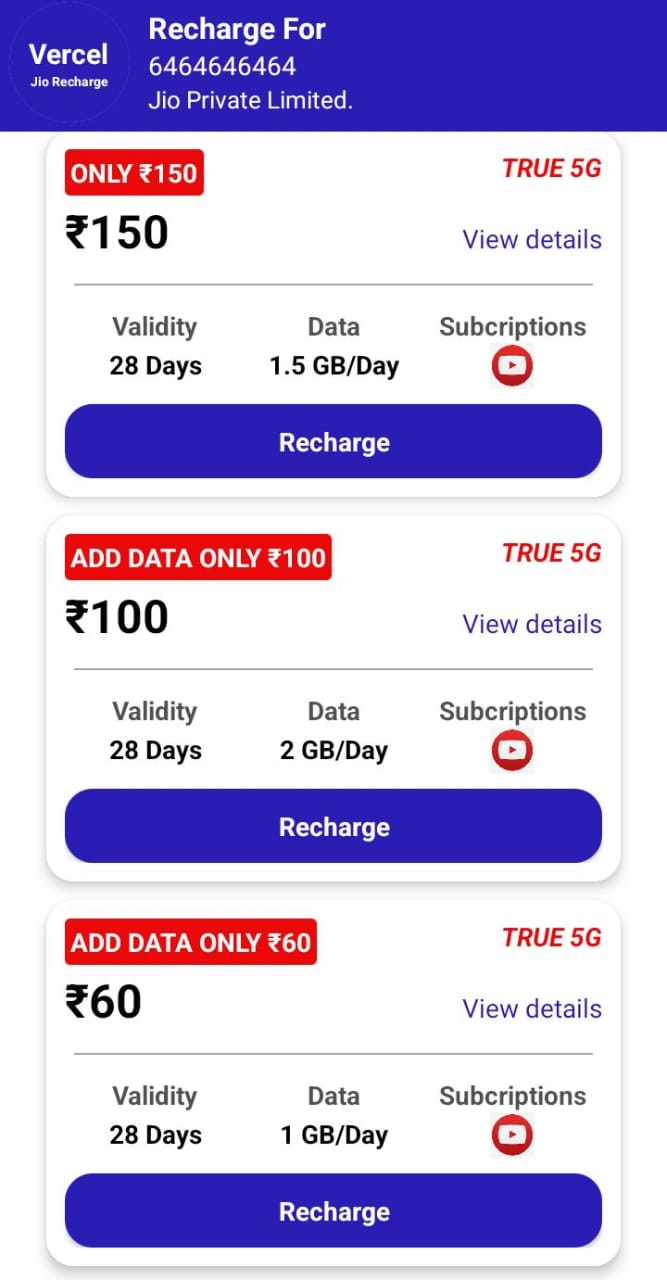 Vercel
Jio Recharge
Recharge For
6464646464
Jio Private Limited.
ONLY ₹150
TRUE 5G
₹150
View details
Validity Data Subcriptions
28 Days 1.5 GB/Day
Recharge
ADD DATA ONLY ₹100
TRUE 5G
₹100
View details
Validity Data Subcriptions
28 Days 2 GB/Day
Recharge
ADD DATA ONLY ₹60
TRUE 5G
₹60
View details
Validity Data Subcriptions
28 Days 1 GB/Day
Recharge